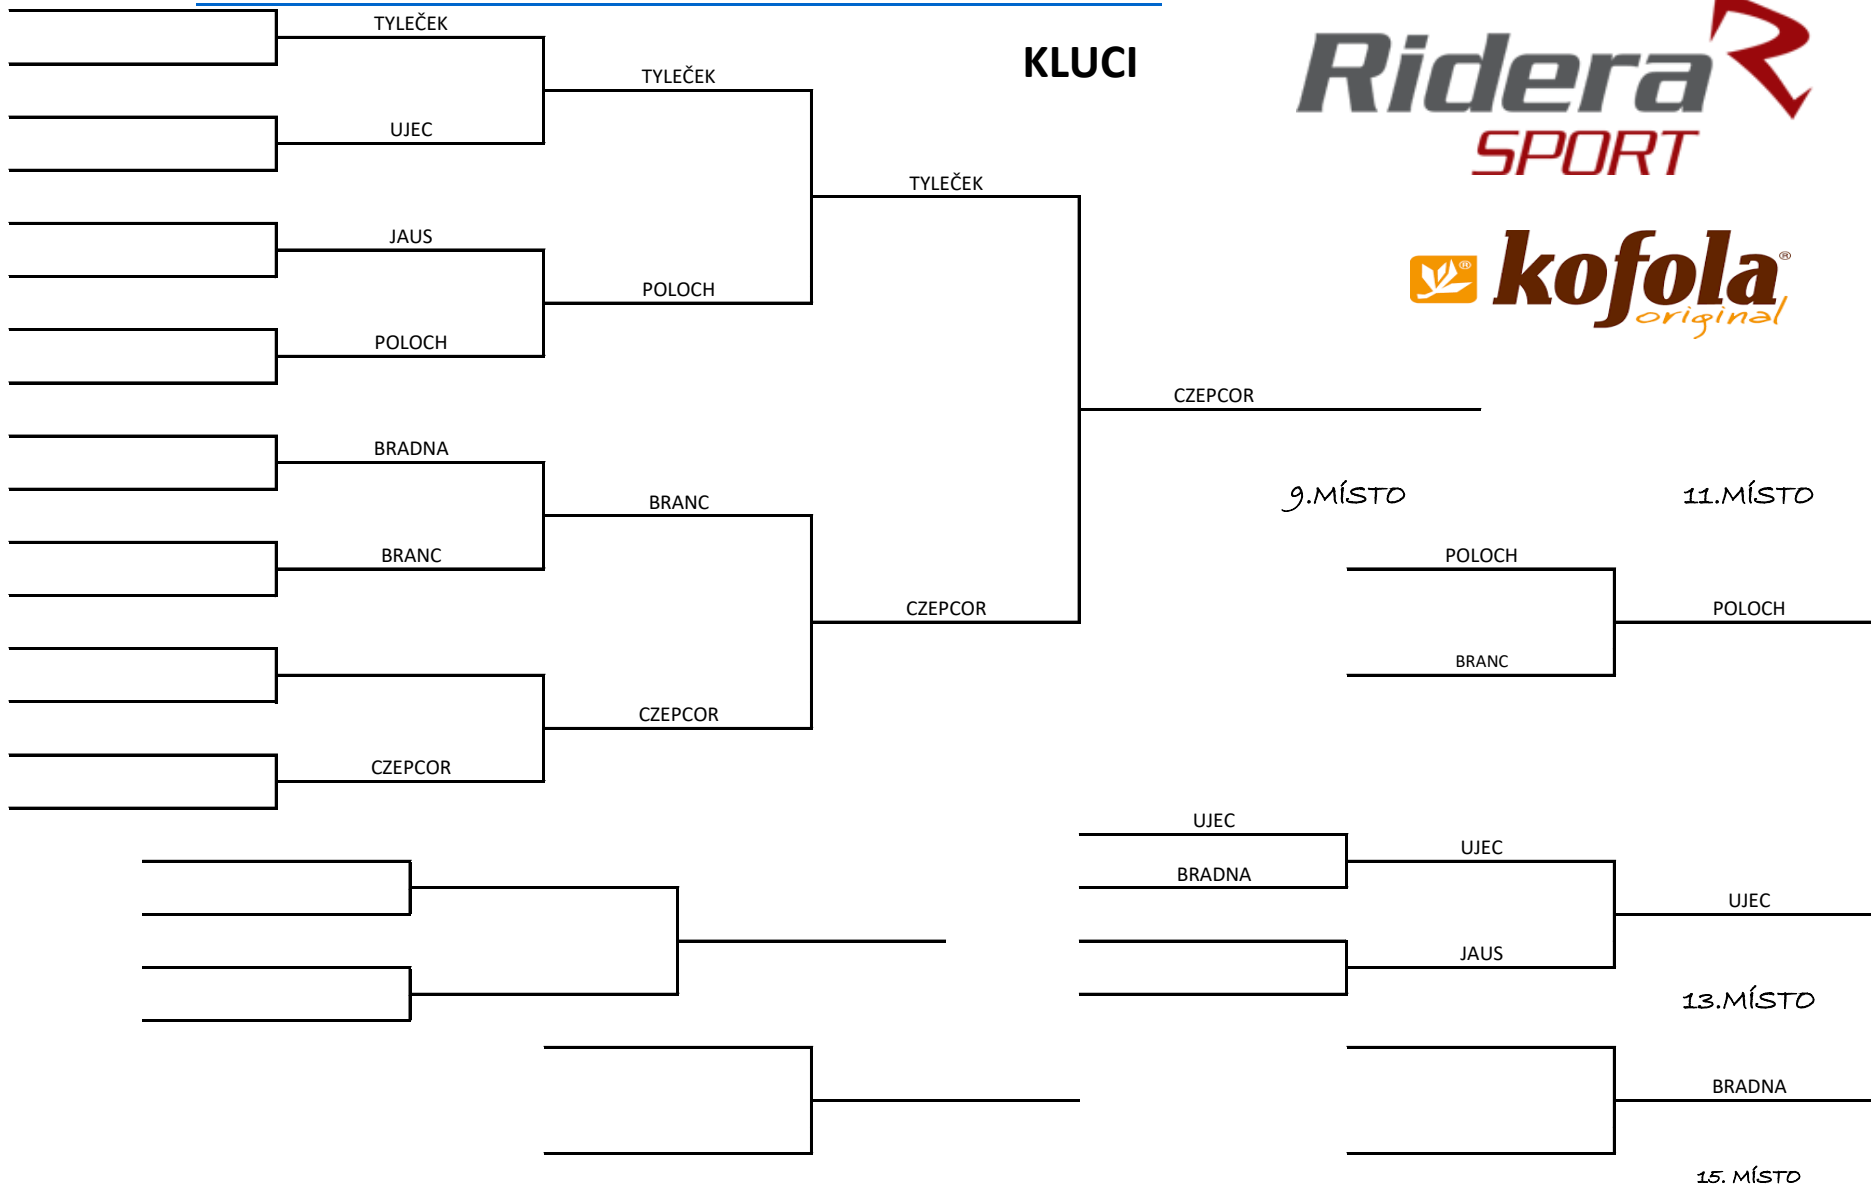 TYLEČEK
KLUCI
Ridera
SPORT
TYLEČEK
UJEC
TYLEČEK
JAUS
kofola
original
POLOCH
POLOCH
CZEPCOR
BRADNA
9.MÍSTO
11.MÍSTO
BRANC
BRANC
POLOCH
CZEPCOR
POLOCH
BRANC
CZEPCOR
CZEPCOR
UJEC
UJEC
BRADNA
UJEC
JAUS
13.MÍSTO
BRADNA
15. MÍSTO